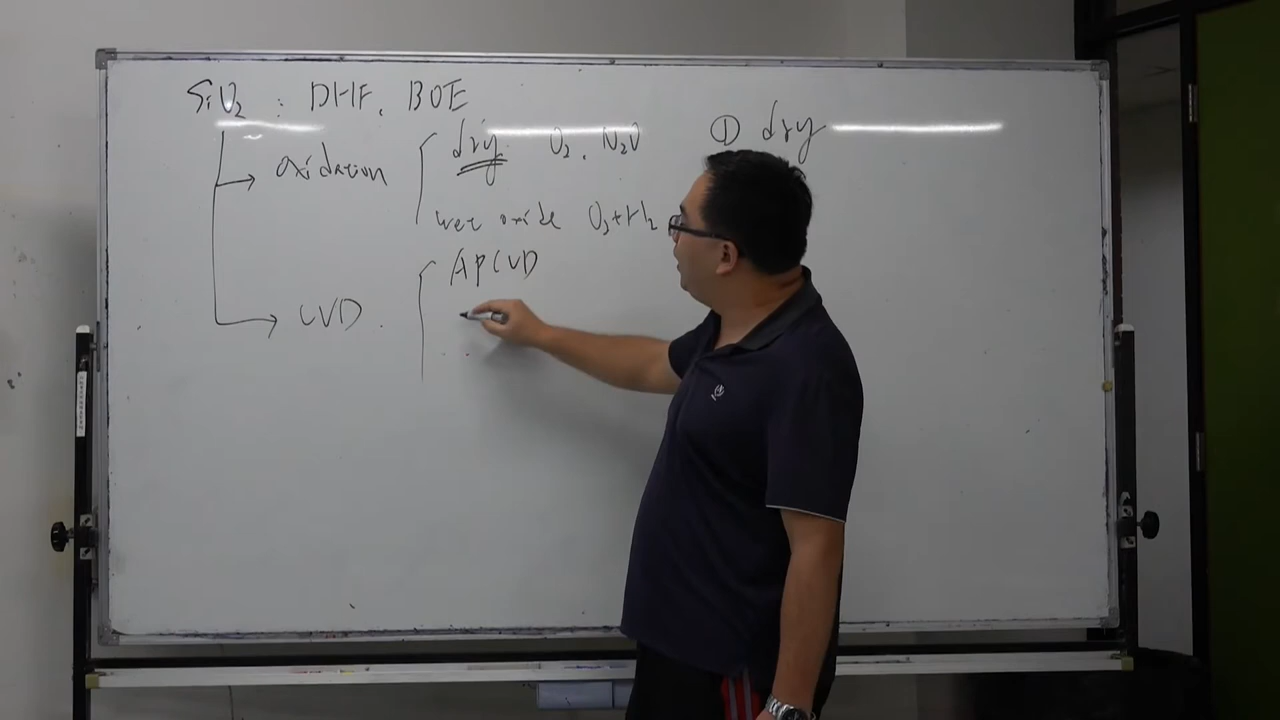 SiO2 : DHF, BOE
→ oxidation
dry O2, N2O
wet oxide O2+H2
→ CVD
APCVD
① dry